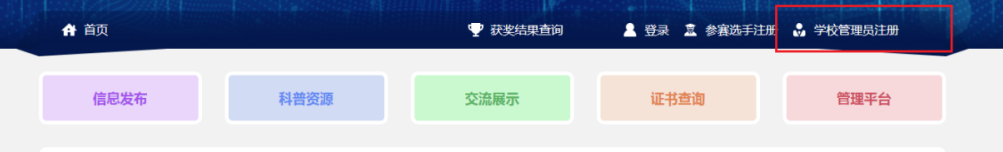 首页 获奖结果查询 登录 参赛选手注册 学校管理员注册
信息发布 科普资源 交流展示 证书查询 管理平台